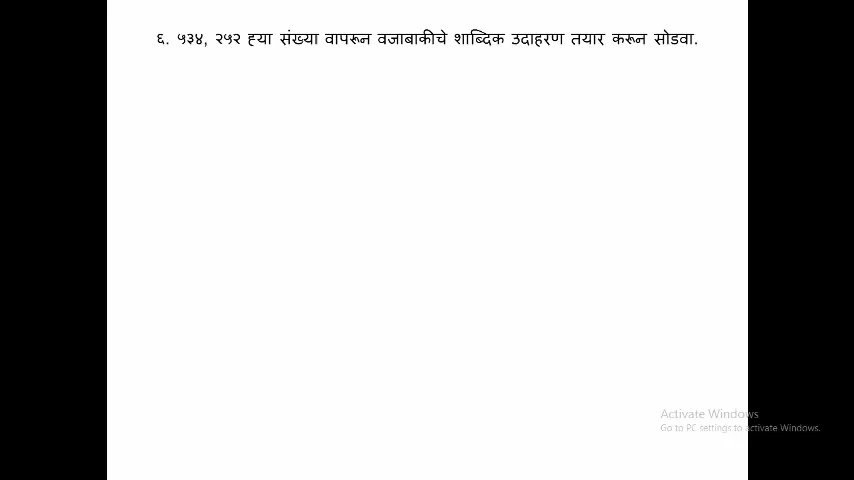 ६. ५३४, २५२ ह्या संख्या वापरून वजाबाकीचे शाब्दिक उदाहरण तयार करून सोडवा.
Activate Windows
Go to PC settings to activate Windows.